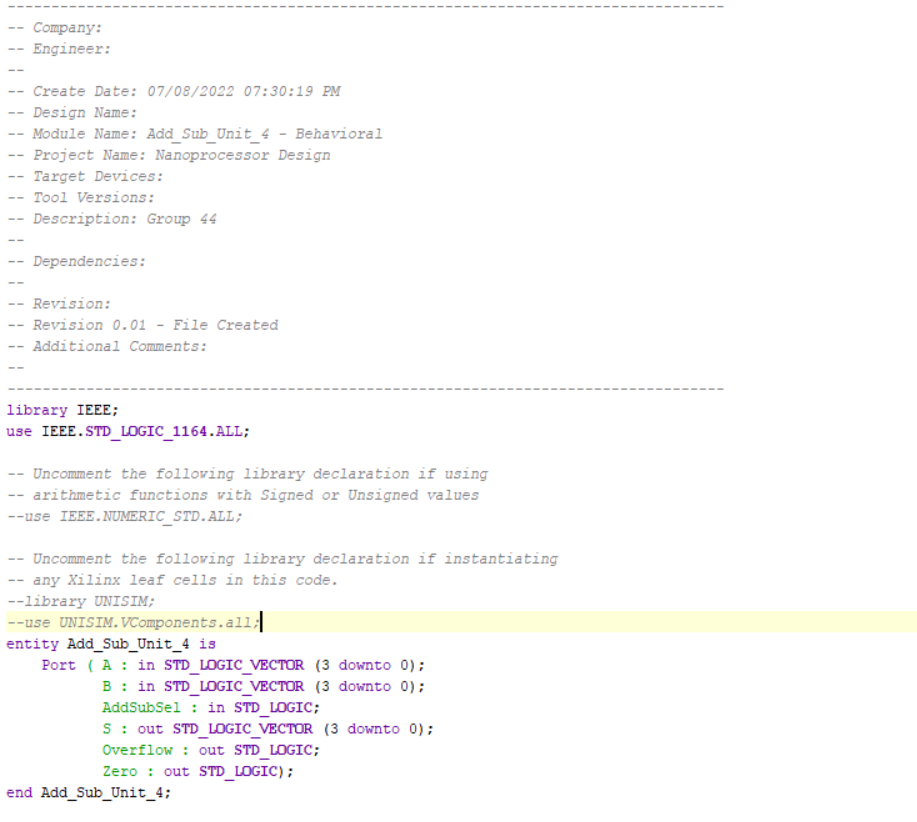 ----------------------------------------------------------------------------------
-- Company:
-- Engineer:
--
-- Create Date: 07/08/2022 07:30:19 PM
-- Design Name:
-- Module Name: Add_Sub_Unit_4 - Behavioral
-- Project Name: Nanoprocessor Design
-- Target Devices:
-- Tool Versions:
-- Description: Group 44
--
-- Dependencies:
--
-- Revision:
-- Revision 0.01 - File Created
-- Additional Comments:
--
----------------------------------------------------------------------------------
library IEEE;
use IEEE.STD_LOGIC_1164.ALL;

-- Uncomment the following library declaration if using
-- arithmetic functions with Signed or Unsigned values
--use IEEE.NUMERIC_STD.ALL;

-- Uncomment the following library declaration if instantiating
-- any Xilinx leaf cells in this code.
--library UNISIM;
--use UNISIM.VComponents.all;
entity Add_Sub_Unit_4 is
    Port ( A : in STD_LOGIC_VECTOR (3 downto 0);
           B : in STD_LOGIC_VECTOR (3 downto 0);
           AddSubSel : in STD_LOGIC;
           S : out STD_LOGIC_VECTOR (3 downto 0);
           Overflow : out STD_LOGIC;
           Zero : out STD_LOGIC);
end Add_Sub_Unit_4;